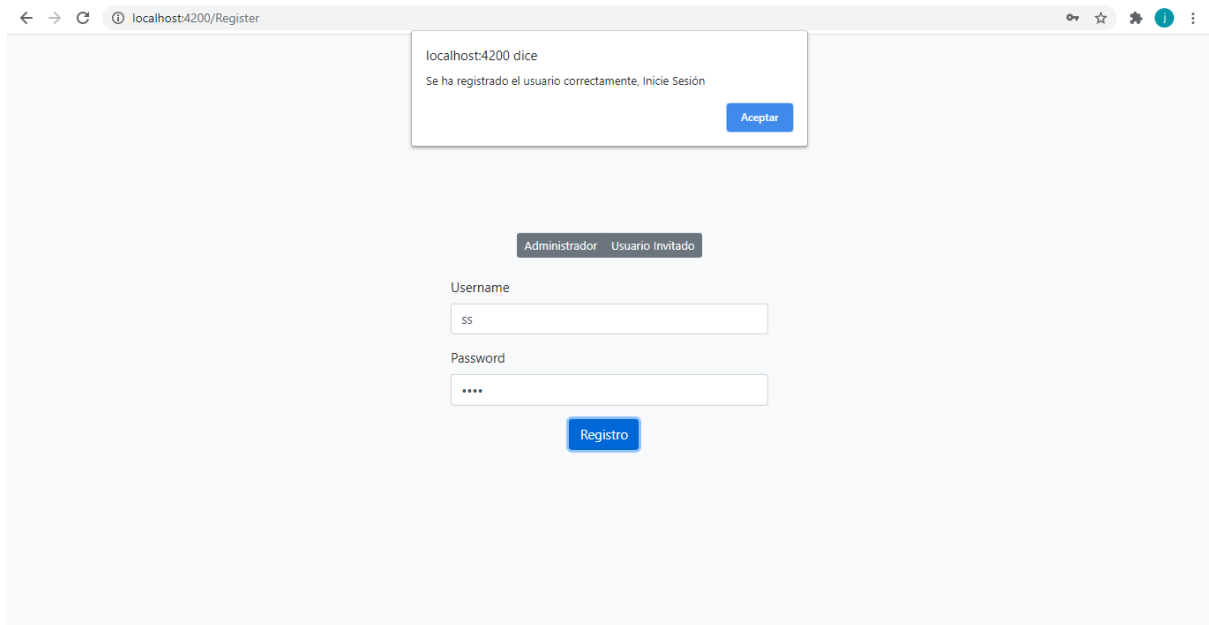 localhost:4200/Register
j
localhost:4200 dice
Se ha registrado el usuario correctamente, Inicie Sesión
Aceptar
Administrador Usuario Invitado
Username
ss
Password
••••
Registro